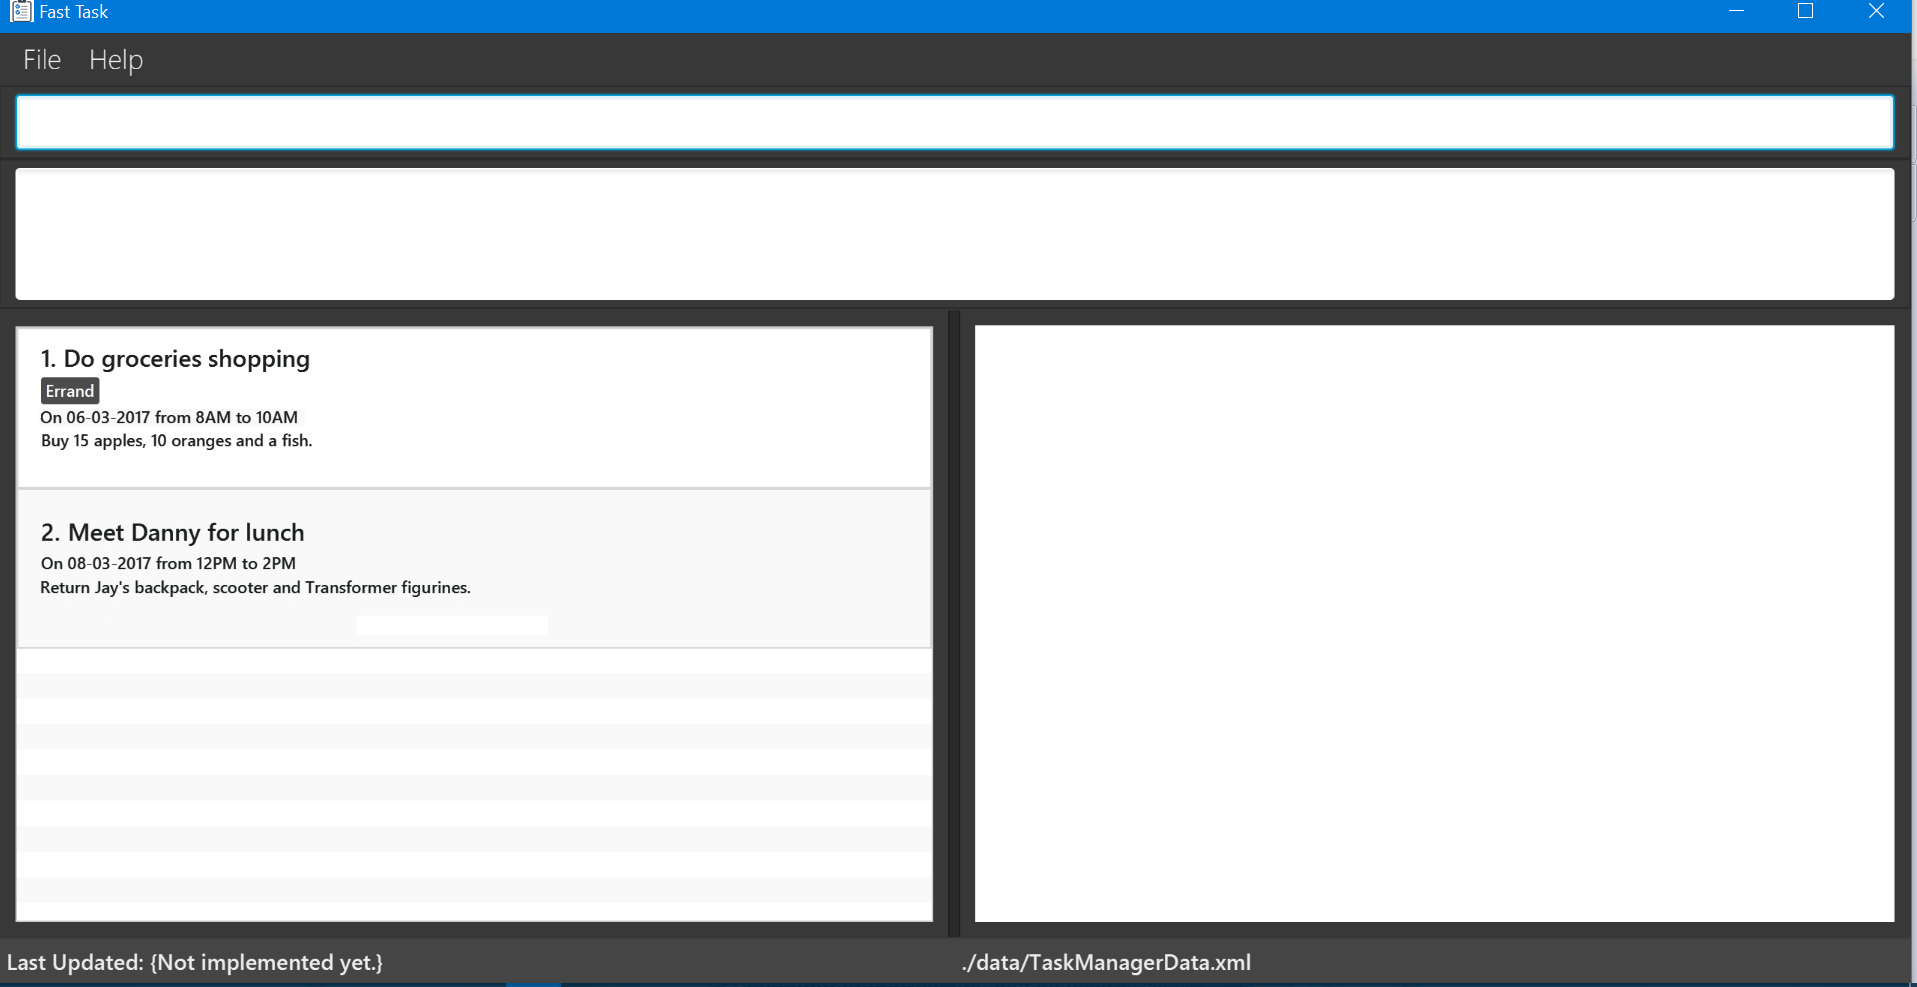 Fast Task
File Help
1. Do groceries shopping
Errand
On 06-03-2017 from 8AM to 10AM
Buy 15 apples, 10 oranges and a fish.
2. Meet Danny for lunch
On 08-03-2017 from 12PM to 2PM
Return Jay's backpack, scooter and Transformer figurines.
Last Updated: {Not implemented yet.}
./data/TaskManagerData.xml